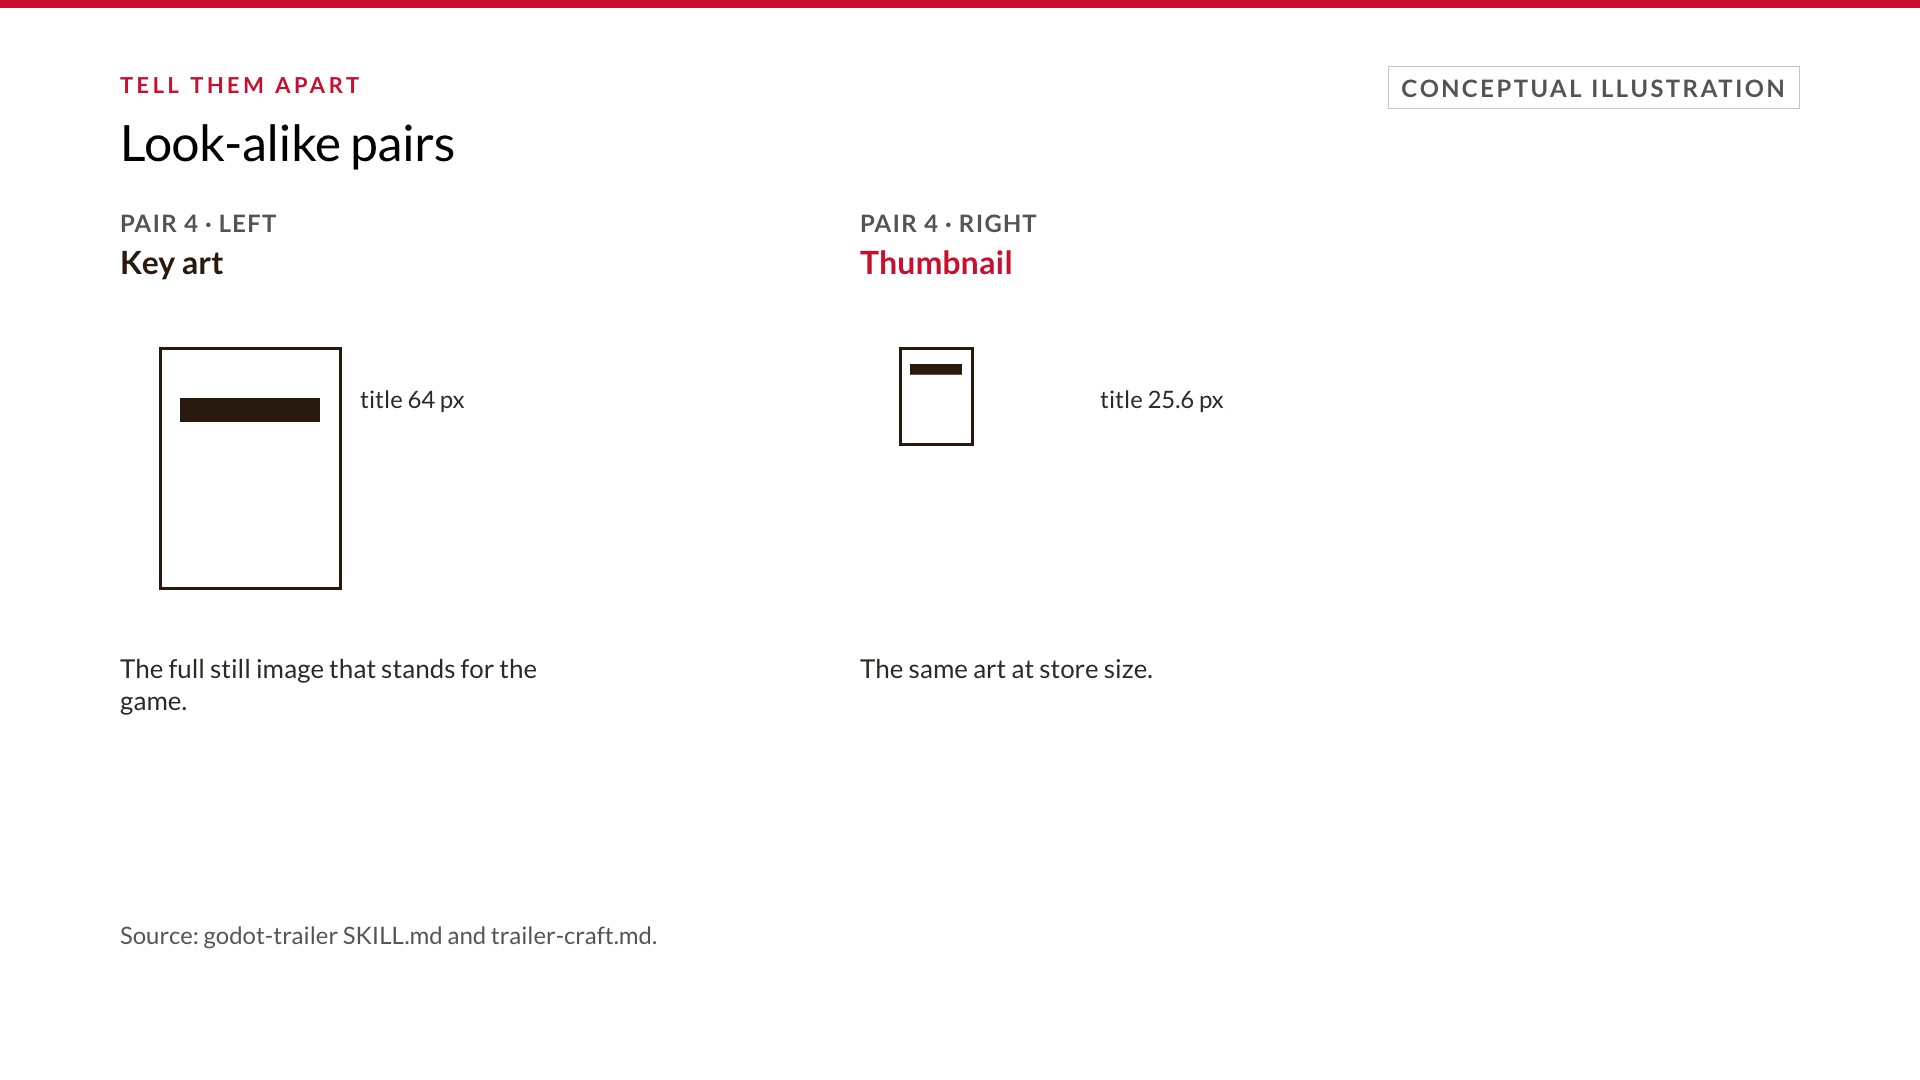 TELL THEM APART
CONCEPTUAL ILLUSTRATION
Look-alike pairs
PAIR 4 · LEFT
Key art
title 64 px
The full still image that stands for the
game.
PAIR 4 · RIGHT
Thumbnail
title 25.6 px
The same art at store size.
Source: godot-trailer SKILL.md and trailer-craft.md.